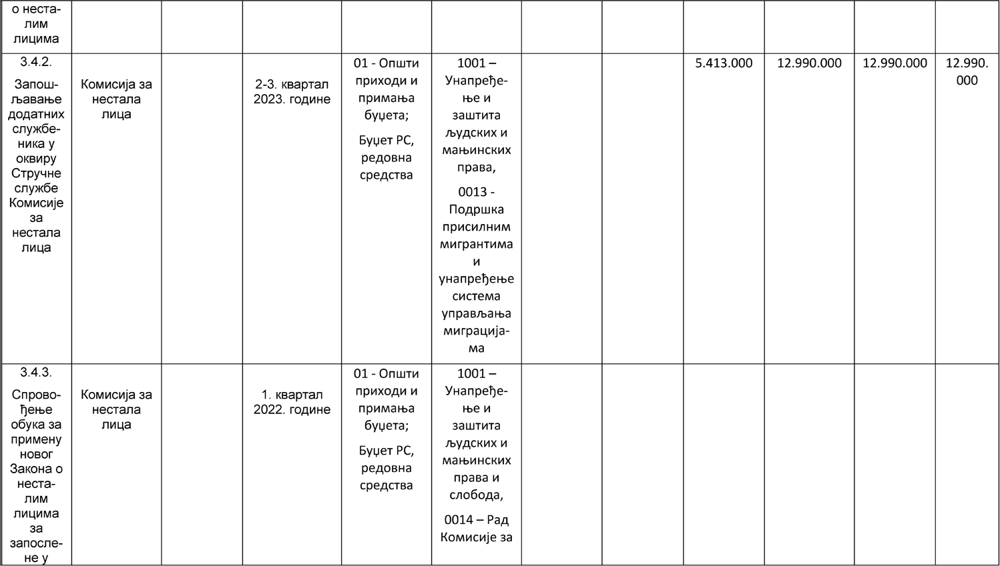 о неста-
лим
лицима
3.4.2.
Запош-
љавање
додатних
службе-
ника у
оквиру
Стручне
службе
Комисије
за
нестала
лица
Комисија за
нестала
лица
2-3. квартал
2023. године
01 - Општи
приходи и
примања
буџета;
Буџет РС,
редовна
средства
1001 –
Унапређе-
ње и
заштита
људских и
мањинских
права,
0013 -
Подршка
присилним
мигрантима
и
унапређење
система
управљања
миграција-
ма
5.413.000
12.990.000
12.990.000
12.990.
000
3.4.3.
Спрово-
ђење
обука за
примену
новог
Закона о
неста-
лим
лицима
за
запосле-
не у
Комисија за
нестала
лица
1. квартал
2022. године
01 - Општи
приходи и
примања
буџета;
Буџет РС,
редовна
средства
1001 –
Унапређе-
ње и
заштита
људских и
мањинских
права и
слобода,
0014 – Рад
Комисије за